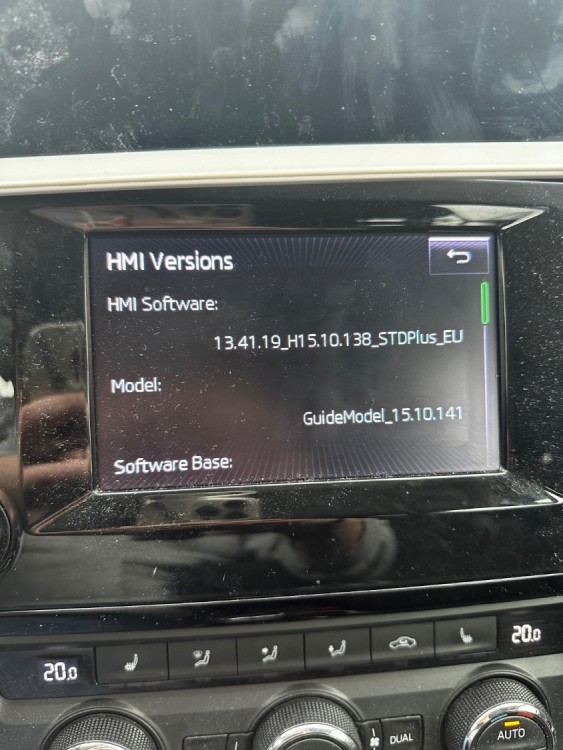 HMI Versions
HMI Software:
13.41.19_H15.10.138_STDPlus_EU
Model:
GuideModel_15.10.141
Software Base:
20.0
20.0
DUAL
AUTO